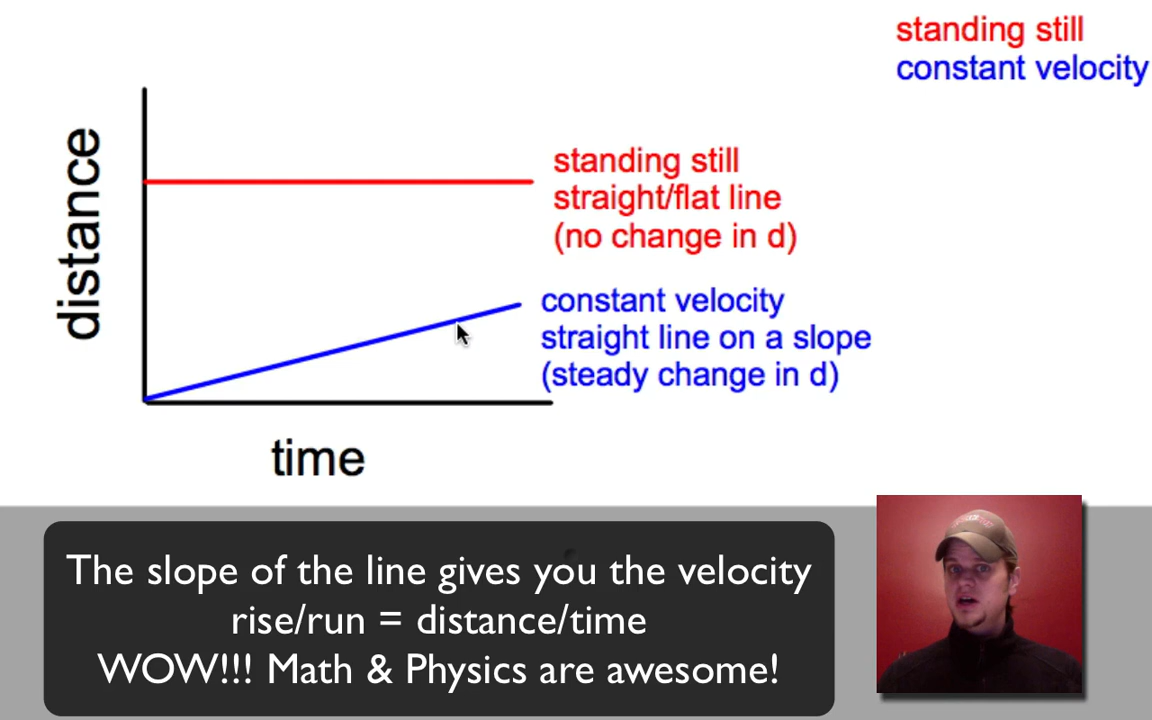 standing still
constant velocity
distance
standing still
straight/flat line
(no change in d)
constant velocity
straight line on a slope
(steady change in d)
time
The slope of the line gives you the velocity
rise/run = distance/time
WOW!!! Math & Physics are awesome!